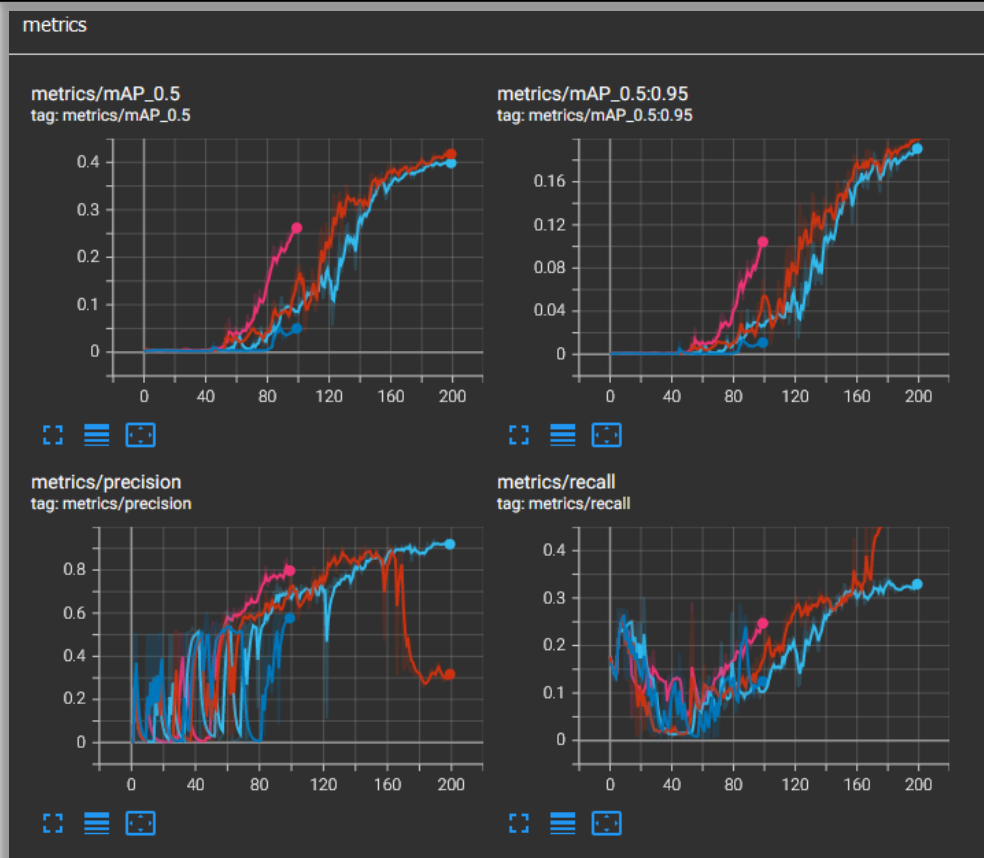 metrics
metrics/mAP_0.5
tag: metrics/mAP_0.5
0.4
0.3
0.2
0.1
0
0 40 80 120 160 200
metrics/mAP_0.5:0.95
tag: metrics/mAP_0.5:0.95
0.16
0.12
0.08
0.04
0
0 40 80 120 160 200
metrics/precision
tag: metrics/precision
0.8
0.6
0.4
0.2
0
0 40 80 120 160 200
metrics/recall
tag: metrics/recall
0.4
0.3
0.2
0.1
0
0 40 80 120 160 200